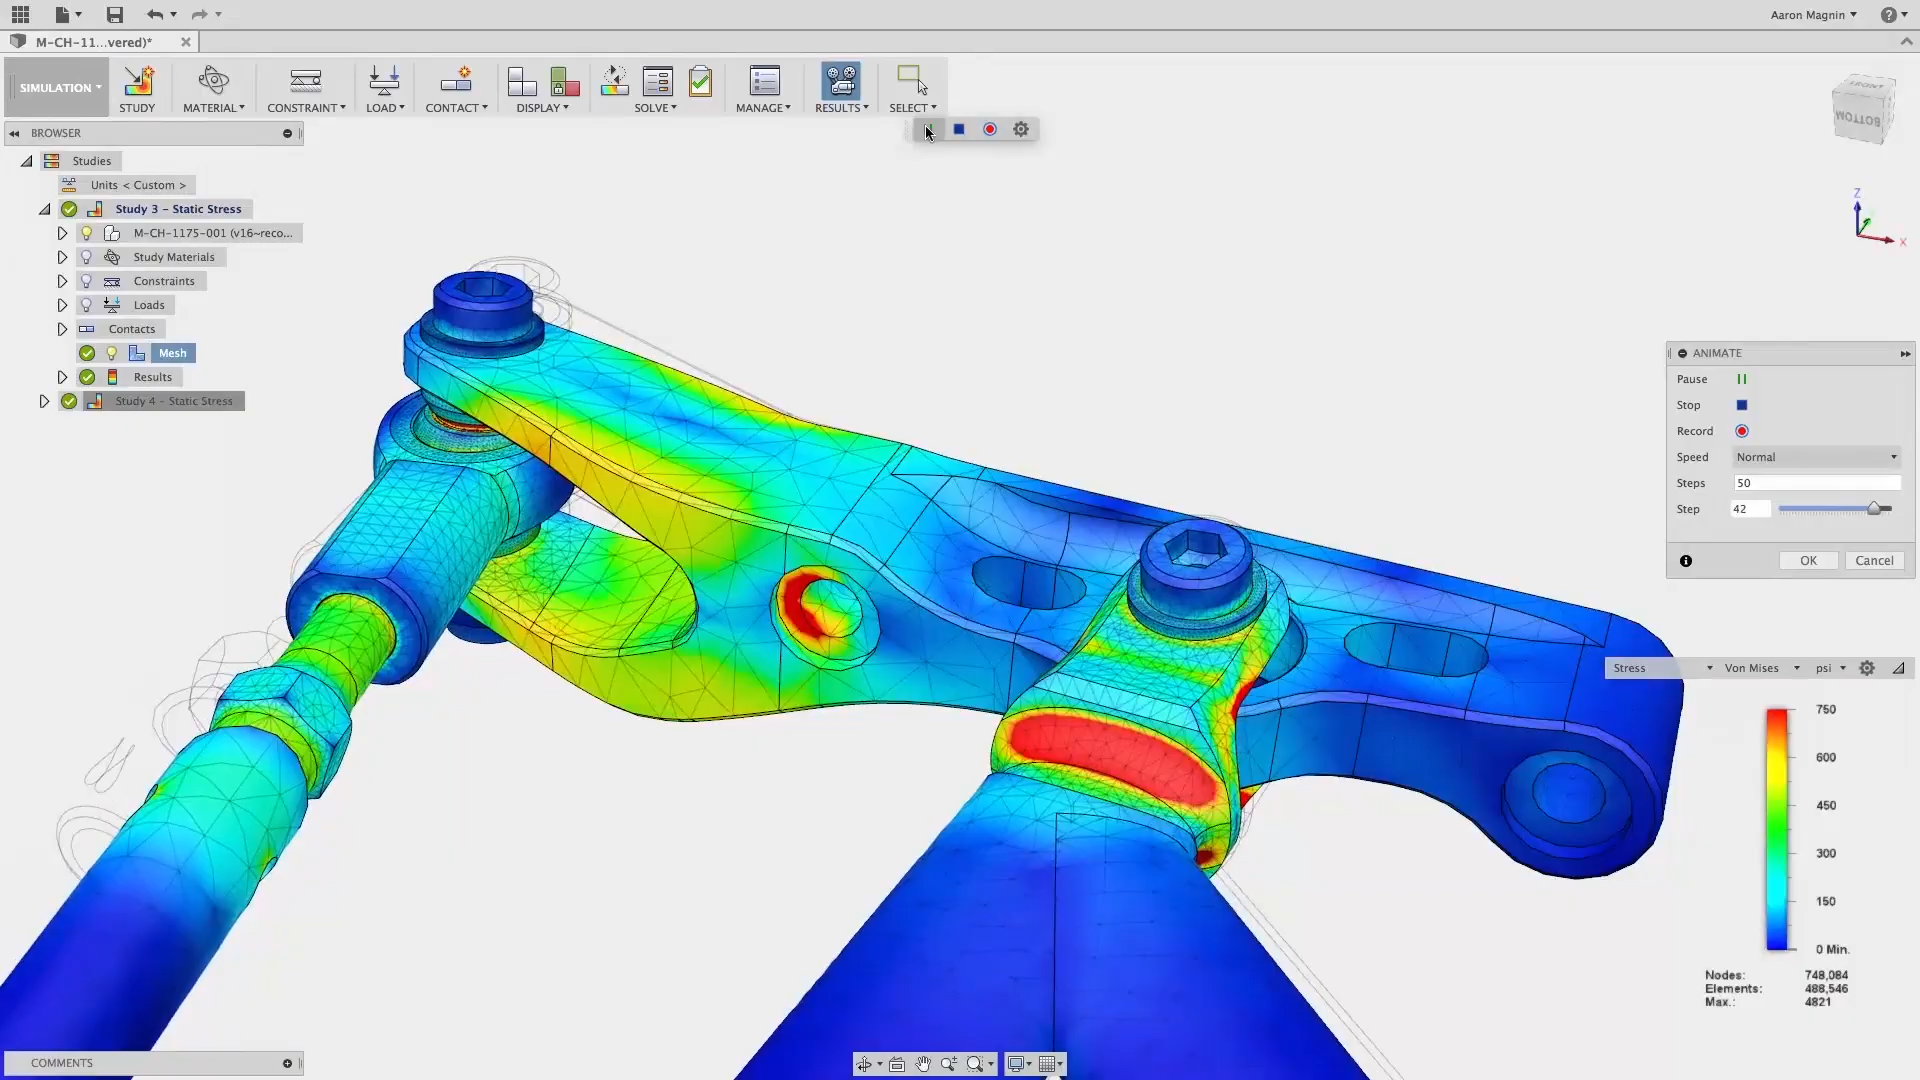 Aaron Magnin
M-CH-11...vered)*
SIMULATION
STUDY
MATERIAL
CONSTRAINT
LOAD
CONTACT
DISPLAY
SOLVE
MANAGE
RESULTS
SELECT
FRONT
BOTTOM
BROWSER
Studies
Units < Custom >
Study 3 - Static Stress
M-CH-1175-001 (v16~reco...
Study Materials
Constraints
Loads
Contacts
Mesh
Results
Study 4 - Static Stress
Z
X
ANIMATE
Pause
Stop
Record
Speed Normal
Steps 50
Step 42
OK Cancel
Stress Von Mises psi
750
600
450
300
150
0 Min.
Nodes: 748,084
Elements: 488,546
Max.: 4821
COMMENTS